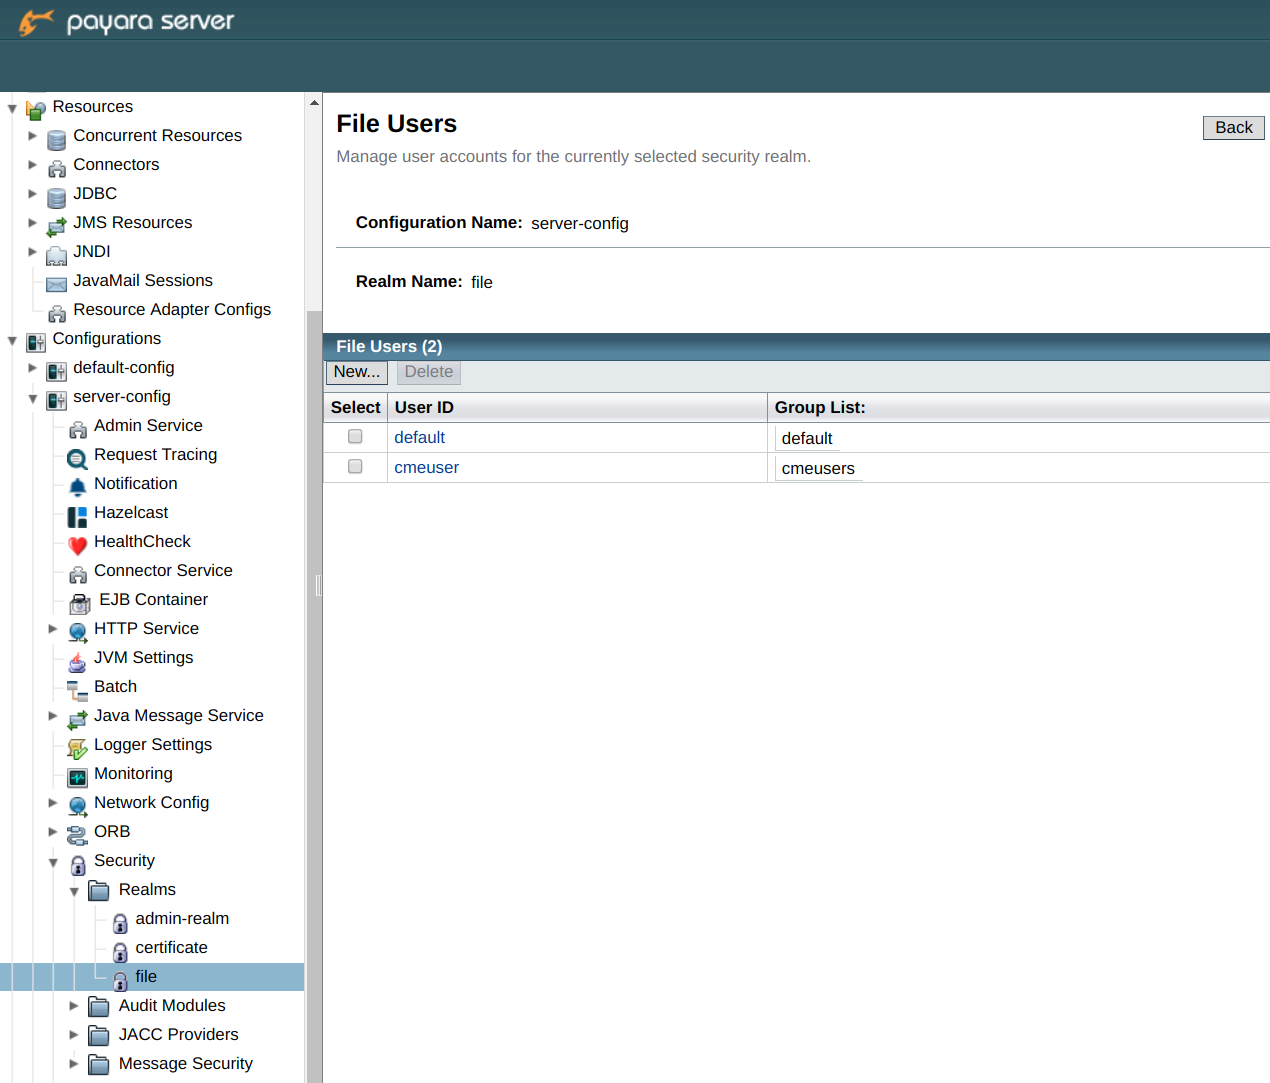 payara server
Resources
Concurrent Resources
Connectors
JDBC
JMS Resources
JNDI
JavaMail Sessions
Resource Adapter Configs
Configurations
default-config
server-config
Admin Service
Request Tracing
Notification
Hazelcast
HealthCheck
Connector Service
EJB Container
HTTP Service
JVM Settings
Batch
Java Message Service
Logger Settings
Monitoring
Network Config
ORB
Security
Realms
admin-realm
certificate
file
Audit Modules
JACC Providers
Message Security
File Users
Back
Manage user accounts for the currently selected security realm.
Configuration Name: server-config
Realm Name: file
File Users (2)
New... Delete
Select User ID Group List:
default default
cmeuser cmeusers